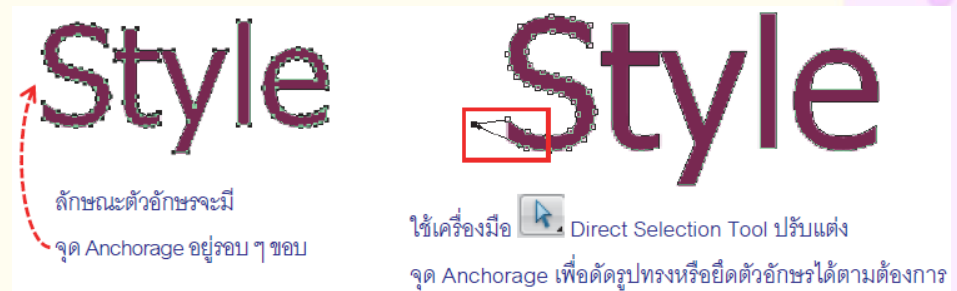 Style
ลักษณะตัวอักษรจะมี
จุด Anchorage อยู่รอบ ๆ ขอบ
Style
ใช้เครื่องมือ Direct Selection Tool ปรับแต่ง
จุด Anchorage เพื่อดัดรูปทรงหรือยืดตัวอักษรได้ตามต้องการ